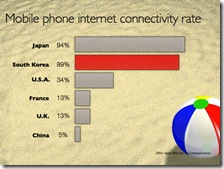 Mobile phone internet connectivity rate
Japan 94%
South Korea 89%
U.S.A. 34%
France 13%
U.K. 13%
China 5%